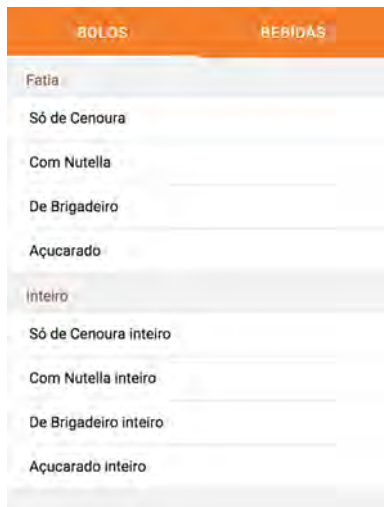 BOLOS BEBIDAS
Fatia
Só de Cenoura
Com Nutella
De Brigadeiro
Açucarado
Inteiro
Só de Cenoura inteiro
Com Nutella inteiro
De Brigadeiro inteiro
Açucarado inteiro